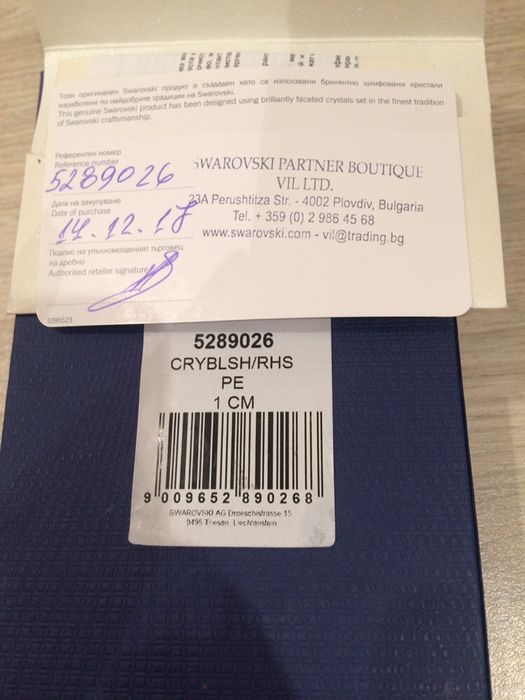 Този оригинален Swarovski продукт е създаден като са използвани брилянтно шлифовани кристали
изработени по найдобрите традиции на Swarovski.
This genuine Swarovski product has been designed using brilliantly faceted crystals set in the finest tradition
of Swarovski craftsmanship.
Референтен номер
Reference number
5289026
Дата на закупуване
Date of purchase
14.12.18
Подпис на упълномощения търговец
на дребно
Authorised retailer signature
SWAROVSKI PARTNER BOUTIQUE
VIL LTD.
23A Perushtitza Str. - 4002 Plovdiv, Bulgaria
Tel. + 359 (0) 2 986 45 68
www.swarovski.com - vil@trading.bg
1095523
5289026
CRYBLSH/RHS
PE
1 CM
9 009652 890268
SWAROVSKI AG Droeschistrasse 15
9495 Triesen, Liechtenstein